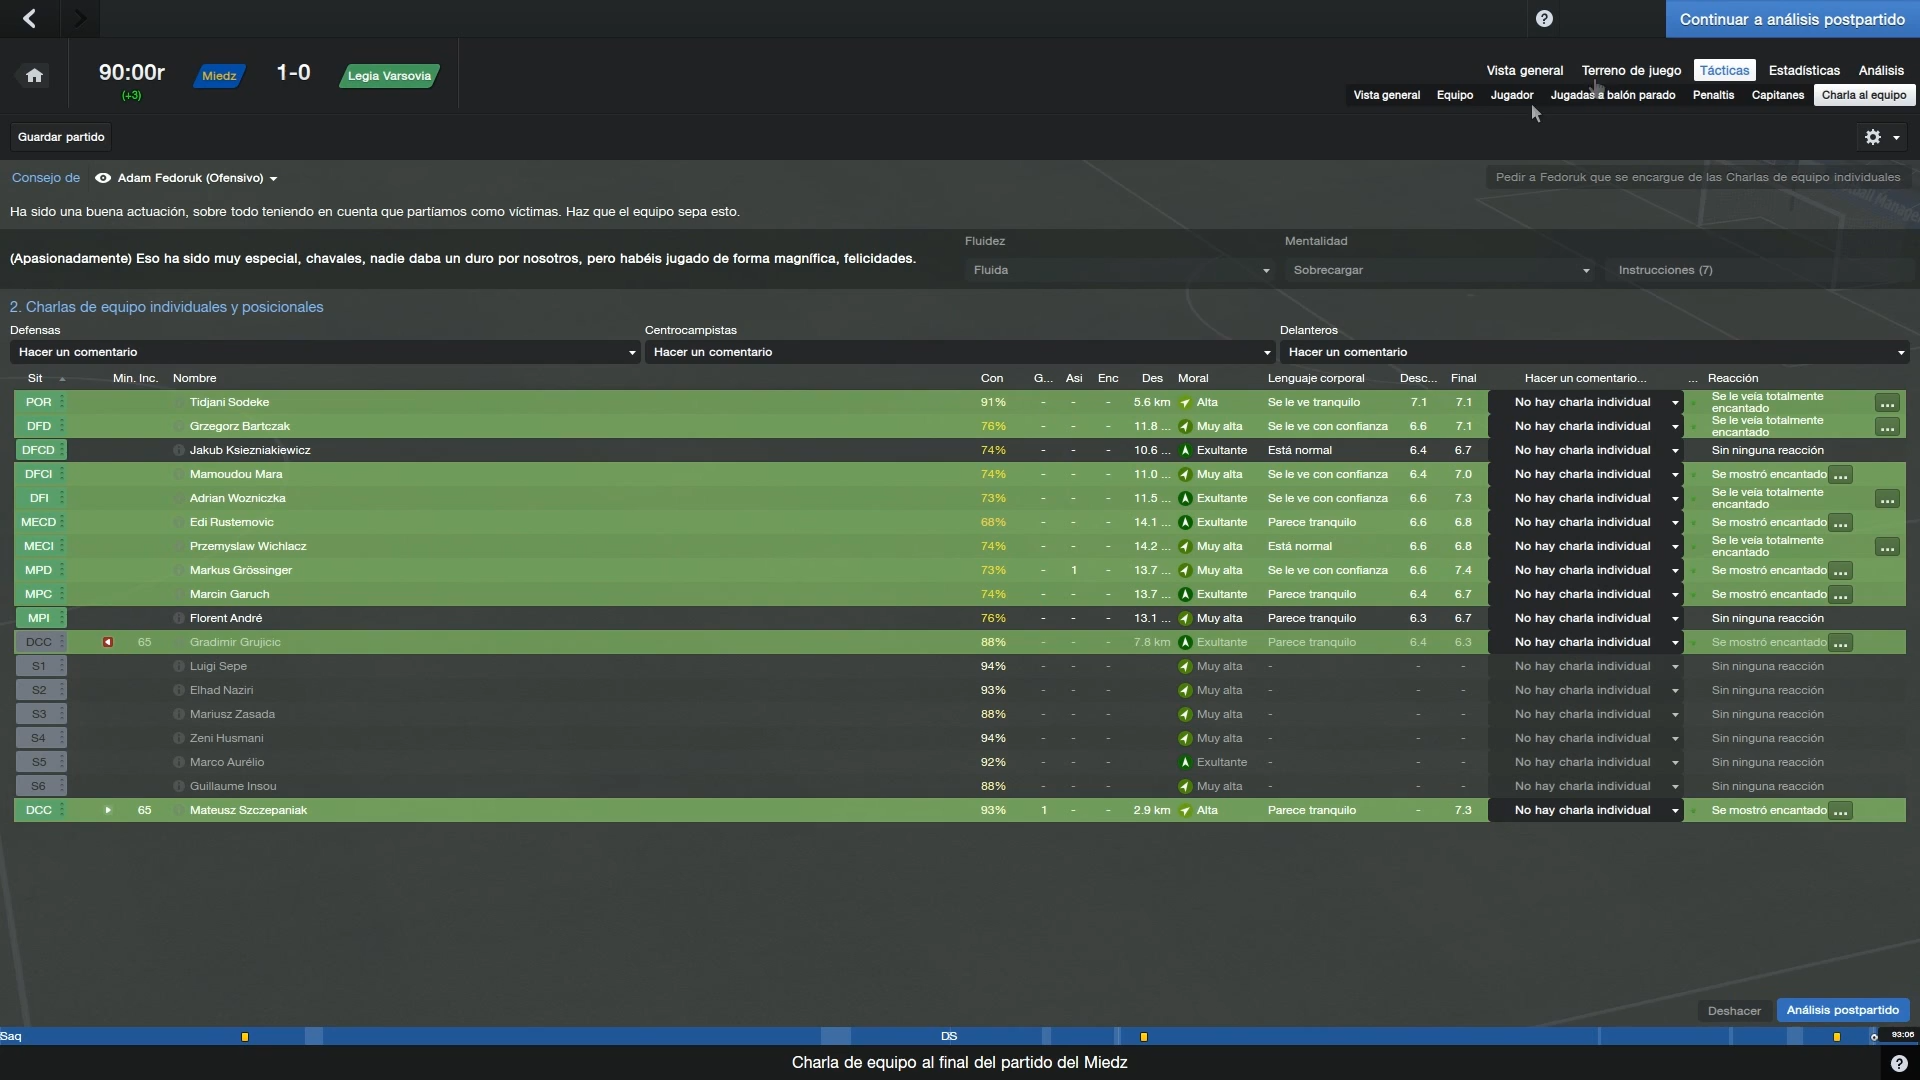 Continuar a análisis postpartido
90:00r Miedz 1-0 Legia Varsovia
(+3)
Vista general Terreno de juego Tácticas Estadísticas Análisis
Vista general Equipo Jugador Jugadas a balón parado Penaltis Capitanes Charla al equipo
Guardar partido
Consejo de Adam Fedoruk (Ofensivo)
Pedir a Fedoruk que se encargue de las Charlas de equipo individuales
Ha sido una buena actuación, sobre todo teniendo en cuenta que partíamos como víctimas. Haz que el equipo sepa esto.
(Apasionadamente) Eso ha sido muy especial, chavales, nadie daba un duro por nosotros, pero habéis jugado de forma magnífica, felicidades.
Fluidez Mentalidad
Fluida Sobrecargar Instrucciones (7)
2. Charlas de equipo individuales y posicionales
Defensas Centrocampistas Delanteros
Hacer un comentario Hacer un comentario Hacer un comentario
Sit Min. Inc. Nombre Con G... Asi Enc Des Moral Lenguaje corporal Desc... Final Hacer un comentario... ... Reacción
POR Tidjani Sodeke 91% - - - 5.6 km Alta Se le ve tranquilo 7.1 7.1 No hay charla individual Se le veía totalmente encantado ...
DFD Grzegorz Bartczak 76% - - - 11.8 ... Muy alta Se le ve con confianza 6.6 7.1 No hay charla individual Se le veía totalmente encantado ...
DFCD Jakub Ksiezniakiewicz 74% - - - 10.6 ... Exultante Está normal 6.4 6.7 No hay charla individual Sin ninguna reacción
DFCI Mamoudou Mara 74% - - - 11.0 ... Muy alta Se le ve con confianza 6.4 7.0 No hay charla individual Se mostró encantado ...
DFI Adrian Wozniczka 73% - - - 11.5 ... Exultante Se le ve con confianza 6.6 7.3 No hay charla individual Se le veía totalmente encantado ...
MECD Edi Rustemovic 68% - - - 14.1 ... Exultante Parece tranquilo 6.6 6.8 No hay charla individual Se mostró encantado ...
MECI Przemyslaw Wichlacz 74% - - - 14.2 ... Muy alta Está normal 6.6 6.8 No hay charla individual Se le veía totalmente encantado ...
MPD Markus Grössinger 73% - 1 - 13.7 ... Muy alta Se le ve con confianza 6.6 7.4 No hay charla individual Se mostró encantado ...
MPC Marcin Garuch 74% - - - 13.7 ... Exultante Parece tranquilo 6.4 6.7 No hay charla individual Se mostró encantado ...
MPI Florent André 76% - - - 13.1 ... Muy alta Parece tranquilo 6.3 6.7 No hay charla individual Sin ninguna reacción
DCC 65 Gradimir Grujicic 88% - - - 7.8 km Exultante Parece tranquilo 6.4 6.3 No hay charla individual Se mostró encantado ...
S1 Luigi Sepe 94% - - - Muy alta - - - No hay charla individual Sin ninguna reacción
S2 Elhad Naziri 93% - - - Muy alta - - - No hay charla individual Sin ninguna reacción
S3 Mariusz Zasada 88% - - - Muy alta - - - No hay charla individual Sin ninguna reacción
S4 Zeni Husmani 94% - - - Muy alta - - - No hay charla individual Sin ninguna reacción
S5 Marco Aurélio 92% - - - Exultante - - - No hay charla individual Sin ninguna reacción
S6 Guillaume Insou 88% - - - Muy alta - - - No hay charla individual Sin ninguna reacción
DCC 65 Mateusz Szczepaniak 93% 1 - - 2.9 km Alta Parece tranquilo - 7.3 No hay charla individual Se mostró encantado ...
Deshacer Análisis postpartido
Saq DS 93:06
Charla de equipo al final del partido del Miedz